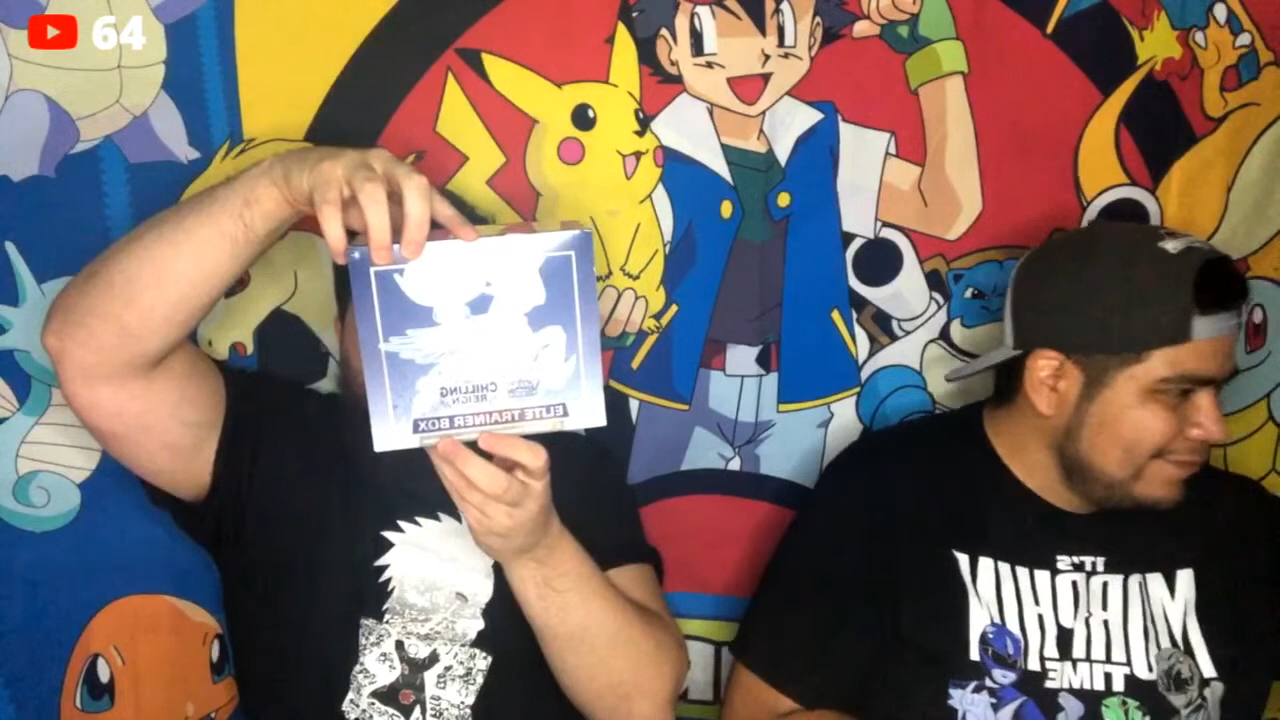 64
CHILLING
REIGN
ELITE TRAINER BOX
IT'S
MORPHIN
TIME